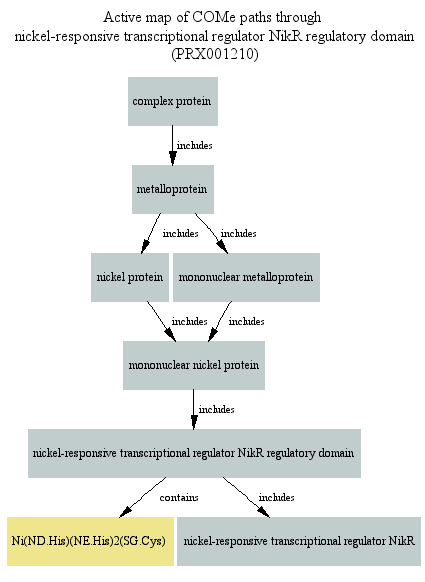 Active map of COMe paths through
nickel-responsive transcriptional regulator NikR regulatory domain
(PRX001210)
complex protein
includes
metalloprotein
includes includes
nickel protein mononuclear metalloprotein
includes includes
mononuclear nickel protein
includes
nickel-responsive transcriptional regulator NikR regulatory domain
contains includes
Ni(ND.His)(NE.His)2(SG.Cys) nickel-responsive transcriptional regulator NikR